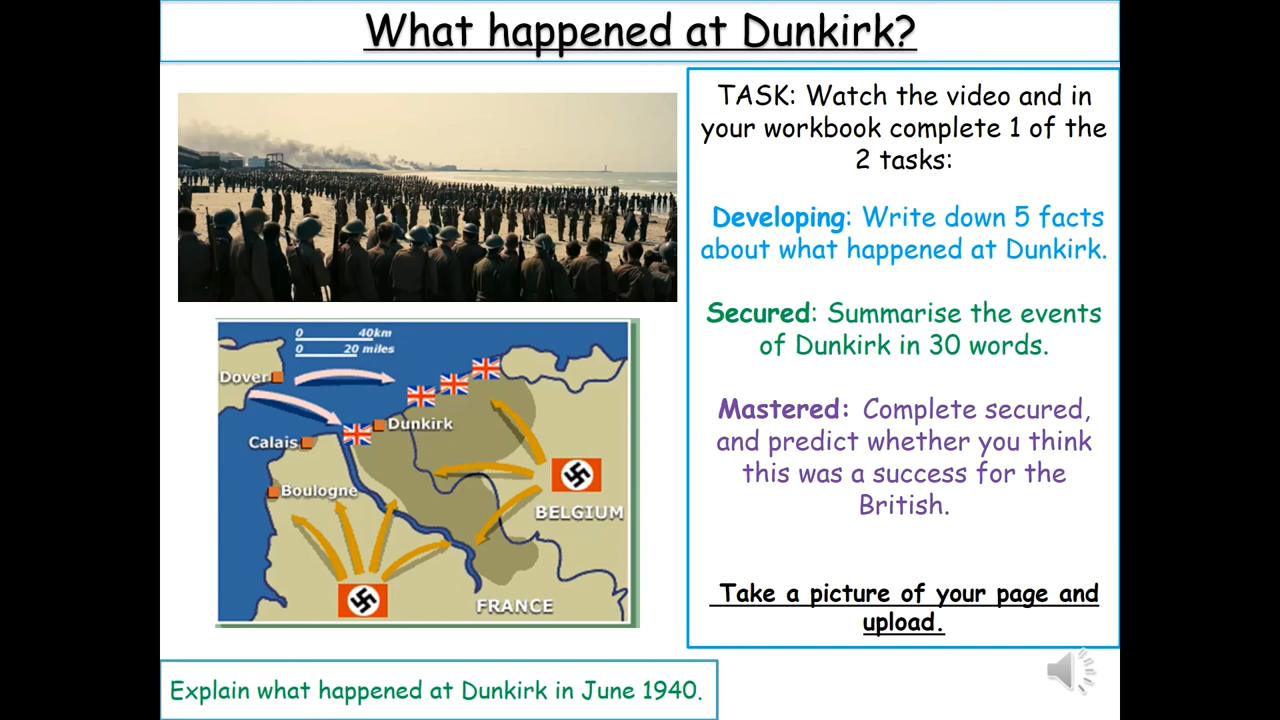 What happened at Dunkirk?
TASK: Watch the video and in
your workbook complete 1 of the
2 tasks:
Developing: Write down 5 facts
about what happened at Dunkirk.
Secured: Summarise the events
of Dunkirk in 30 words.
Mastered: Complete secured,
and predict whether you think
this was a success for the
British.
Take a picture of your page and
upload.
0 40km
0 20 miles
Dover
Dunkirk
Calais
Boulogne
BELGIUM
FRANCE
Explain what happened at Dunkirk in June 1940.